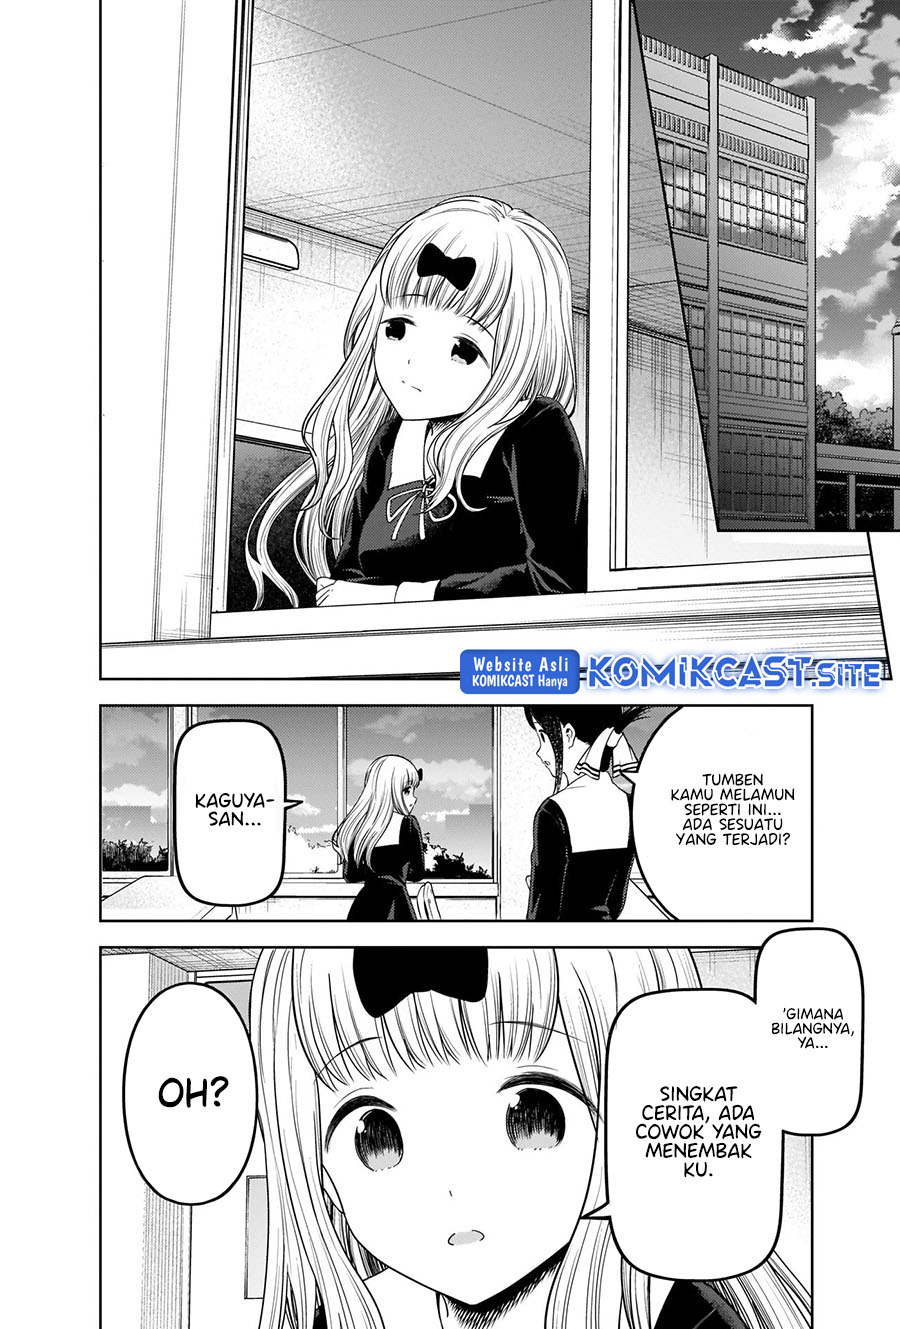 Website Asli
KOMIKCAST Hanya
KOMIKCAST.SITE
TUMBEN
KAMU MELAMUN
SEPERTI INI...
ADA SESUATU
YANG TERJADI?
KAGUYA-
SAN...
'GIMANA
BILANGNYA,
YA...
SINGKAT
CERITA, ADA
COWOK YANG
MENEMBAK
KU.
OH?